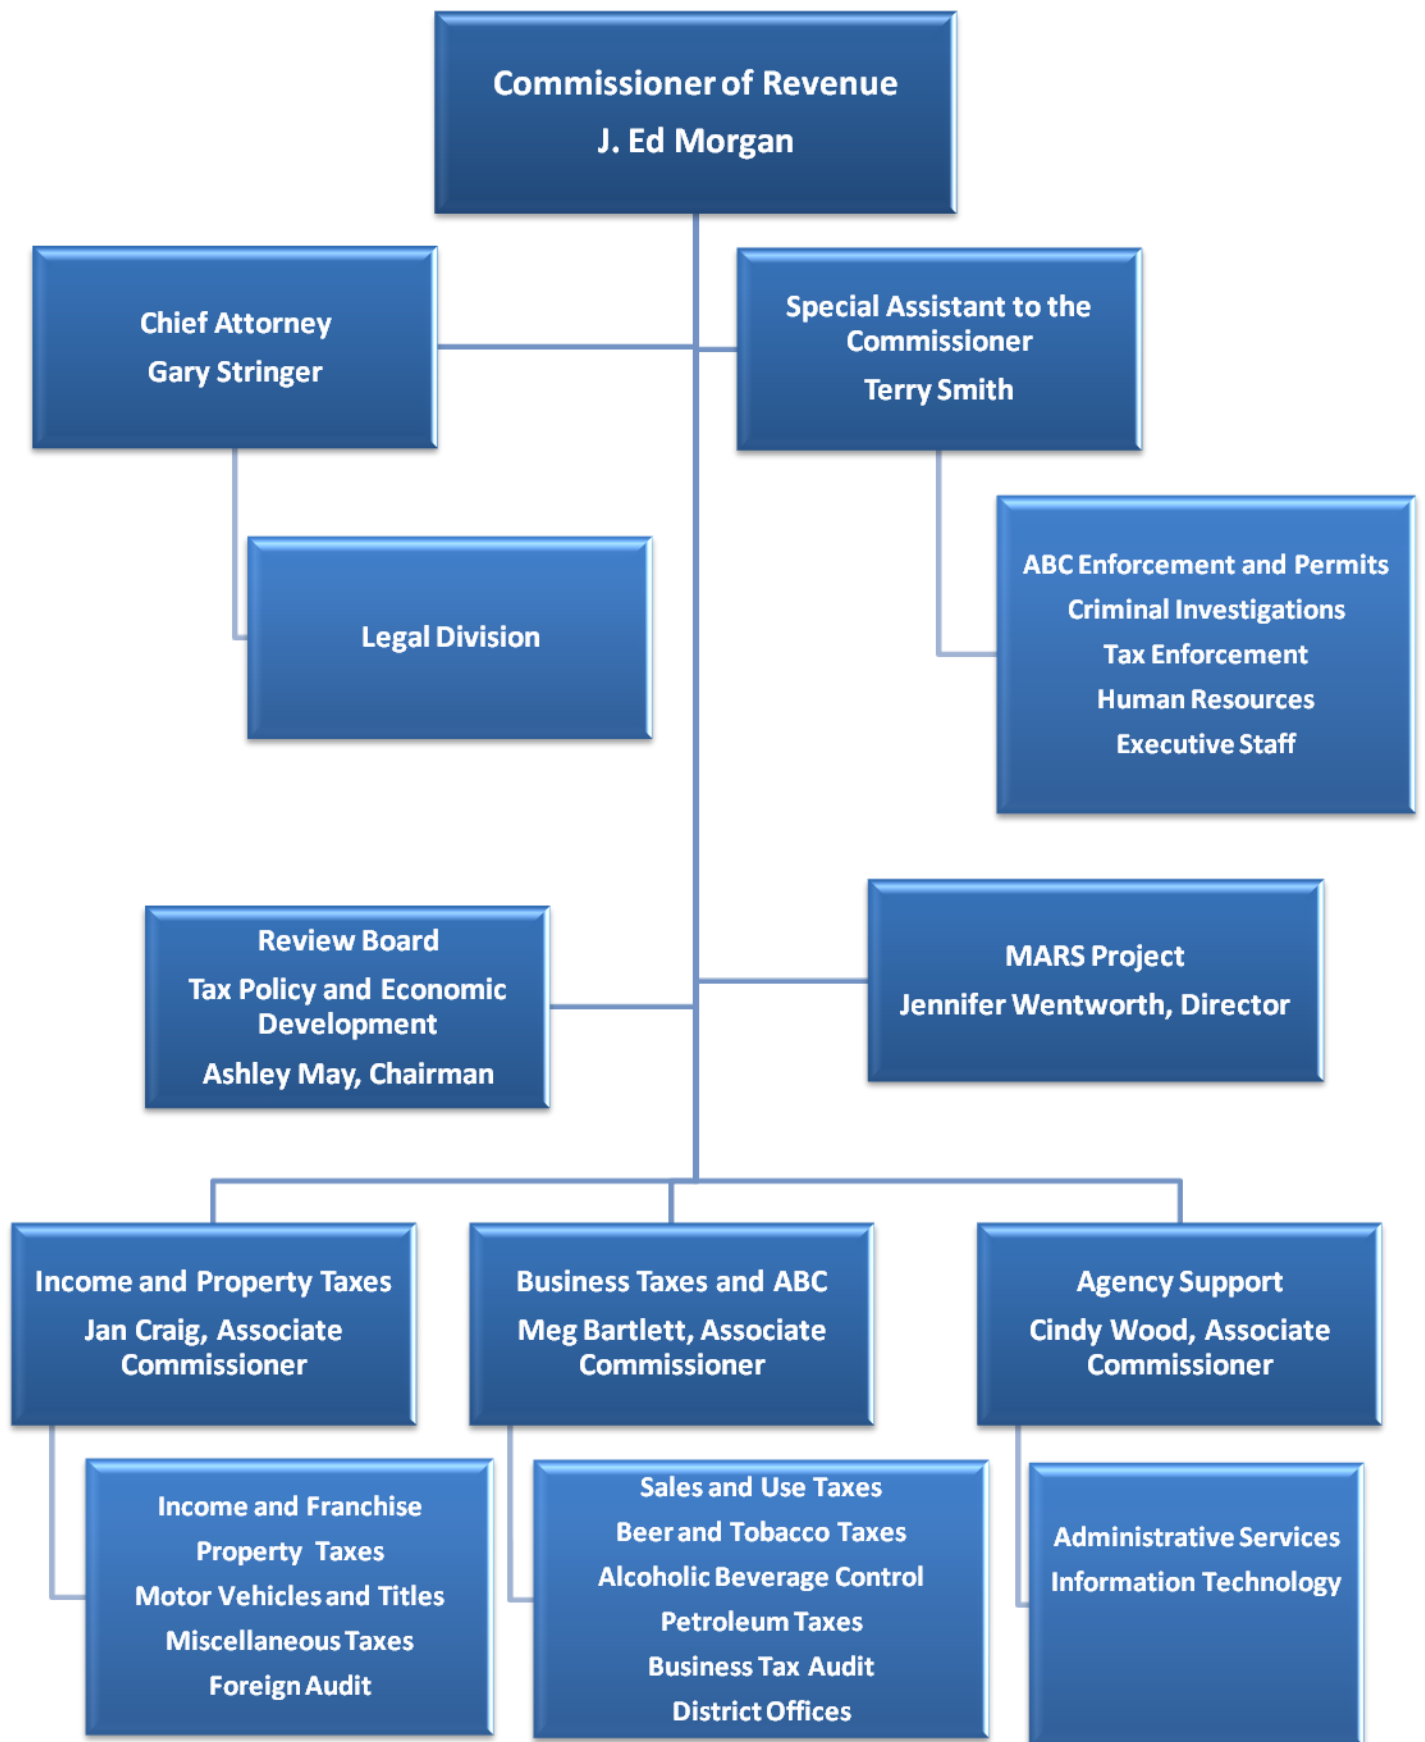 Commissioner of Revenue
J. Ed Morgan
Chief Attorney
Gary Stringer
Special Assistant to the
Commissioner
Terry Smith
Legal Division
ABC Enforcement and Permits
Criminal Investigations
Tax Enforcement
Human Resources
Executive Staff
Review Board
Tax Policy and Economic
Development
Ashley May, Chairman
MARS Project
Jennifer Wentworth, Director
Income and Property Taxes
Jan Craig, Associate
Commissioner
Business Taxes and ABC
Meg Bartlett, Associate
Commissioner
Agency Support
Cindy Wood, Associate
Commissioner
Income and Franchise
Property Taxes
Motor Vehicles and Titles
Miscellaneous Taxes
Foreign Audit
Sales and Use Taxes
Beer and Tobacco Taxes
Alcoholic Beverage Control
Petroleum Taxes
Business Tax Audit
District Offices
Administrative Services
Information Technology